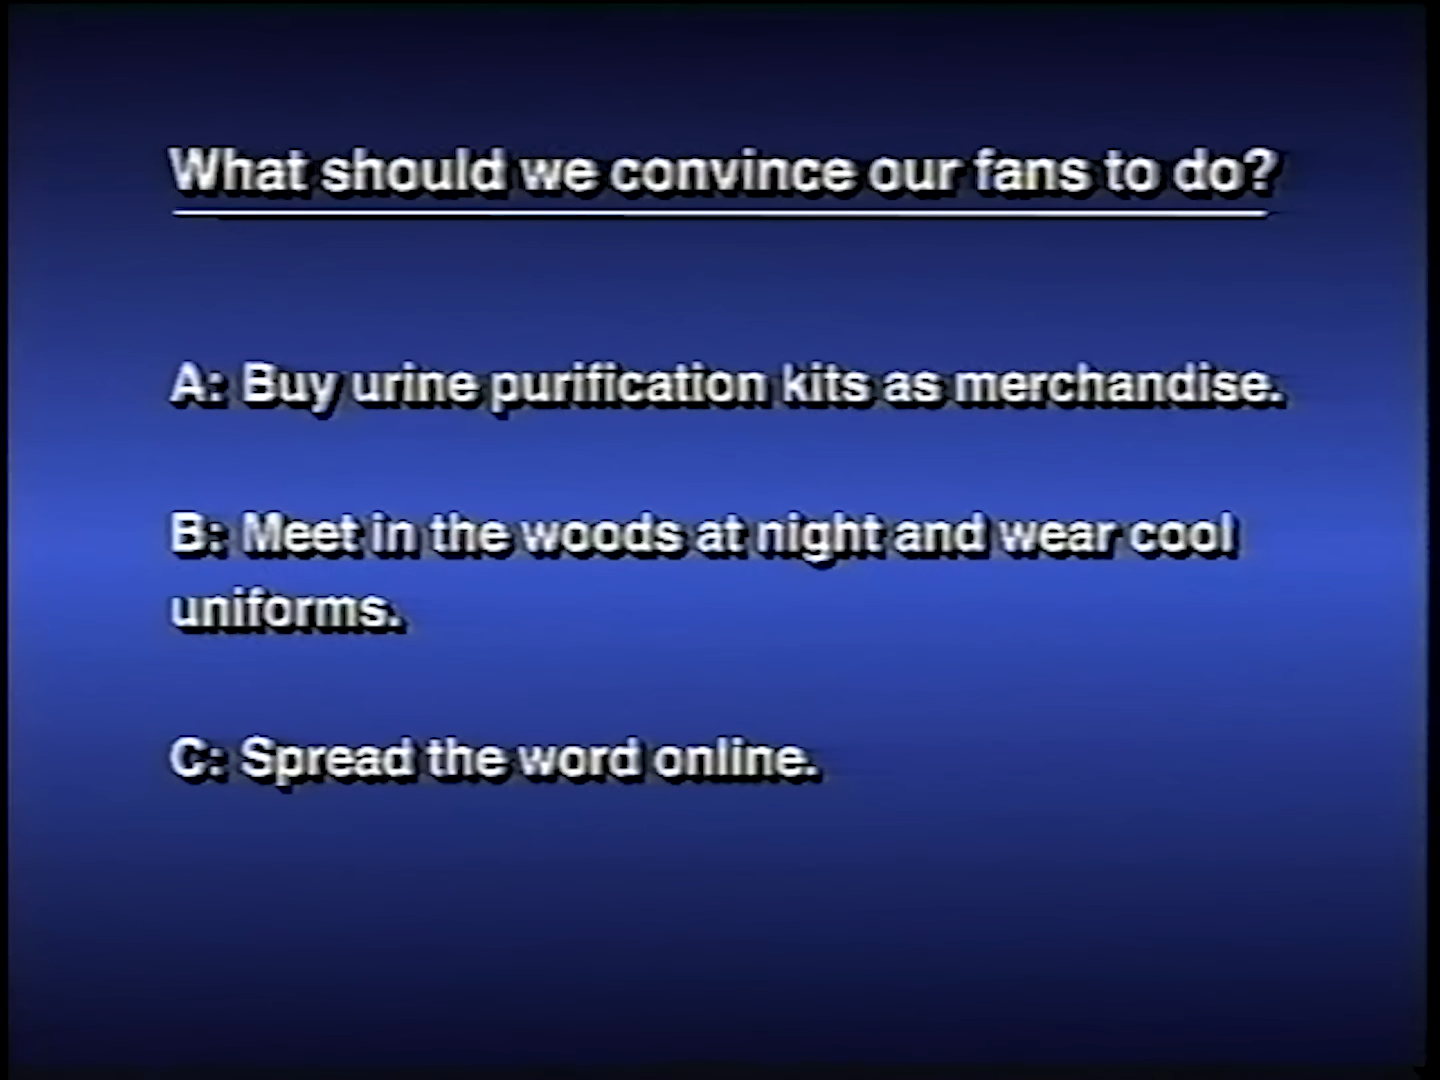 What should we convince our fans to do?
A: Buy urine purification kits as merchandise.
B: Meet in the woods at night and wear cool
uniforms.
C: Spread the word online.